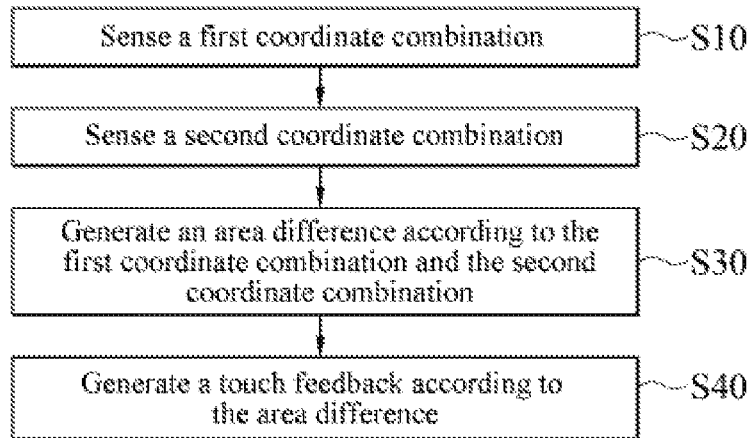 Sense a first coordinate combination
S10
Sense a second coordinate combination
S20
Generate an area difference according to the
first coordinate combination and the second
coordinate combination
S30
Generate a touch feedback according to
the area difference
S40